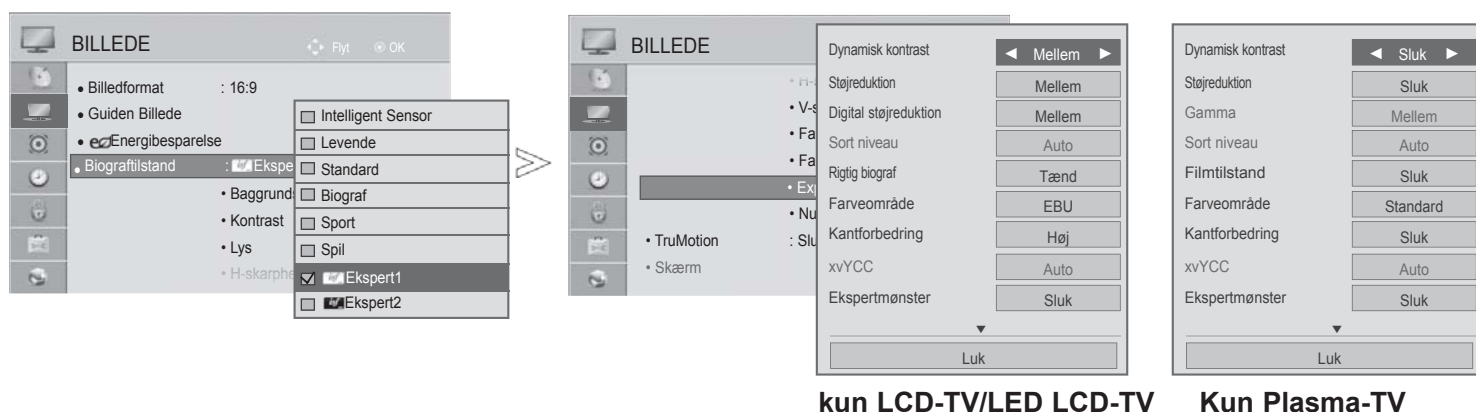 BILLEDE
Flyt OK
• Billedformat : 16:9
• Guiden Billede
• Energibesparelse
• Biograftilstand : Ekspe
• Baggrunds
• Kontrast
• Lys
• H-skarphe
Intelligent Sensor
Levende
Standard
Biograf
Sport
Spil
Ekspert1
Ekspert2
BILLEDE
• V-s
• Fa
• Fa
• Exp
• Nu
• TruMotion : Slu
• Skærm
Dynamisk kontrast ◄ Mellem ►
Støjreduktion Mellem
Digital støjreduktion Mellem
Sort niveau Auto
Rigtig biograf Tænd
Farveområde EBU
Kantforbedring Høj
xvYCC Auto
Ekspertmønster Sluk
▼
Luk
kun LCD-TV/LED LCD-TV
Dynamisk kontrast ◄ Sluk ►
Støjreduktion Sluk
Gamma Mellem
Sort niveau Auto
Filmtilstand Sluk
Farveområde Standard
Kantforbedring Sluk
xvYCC Auto
Ekspertmønster Sluk
▼
Luk
Kun Plasma-TV